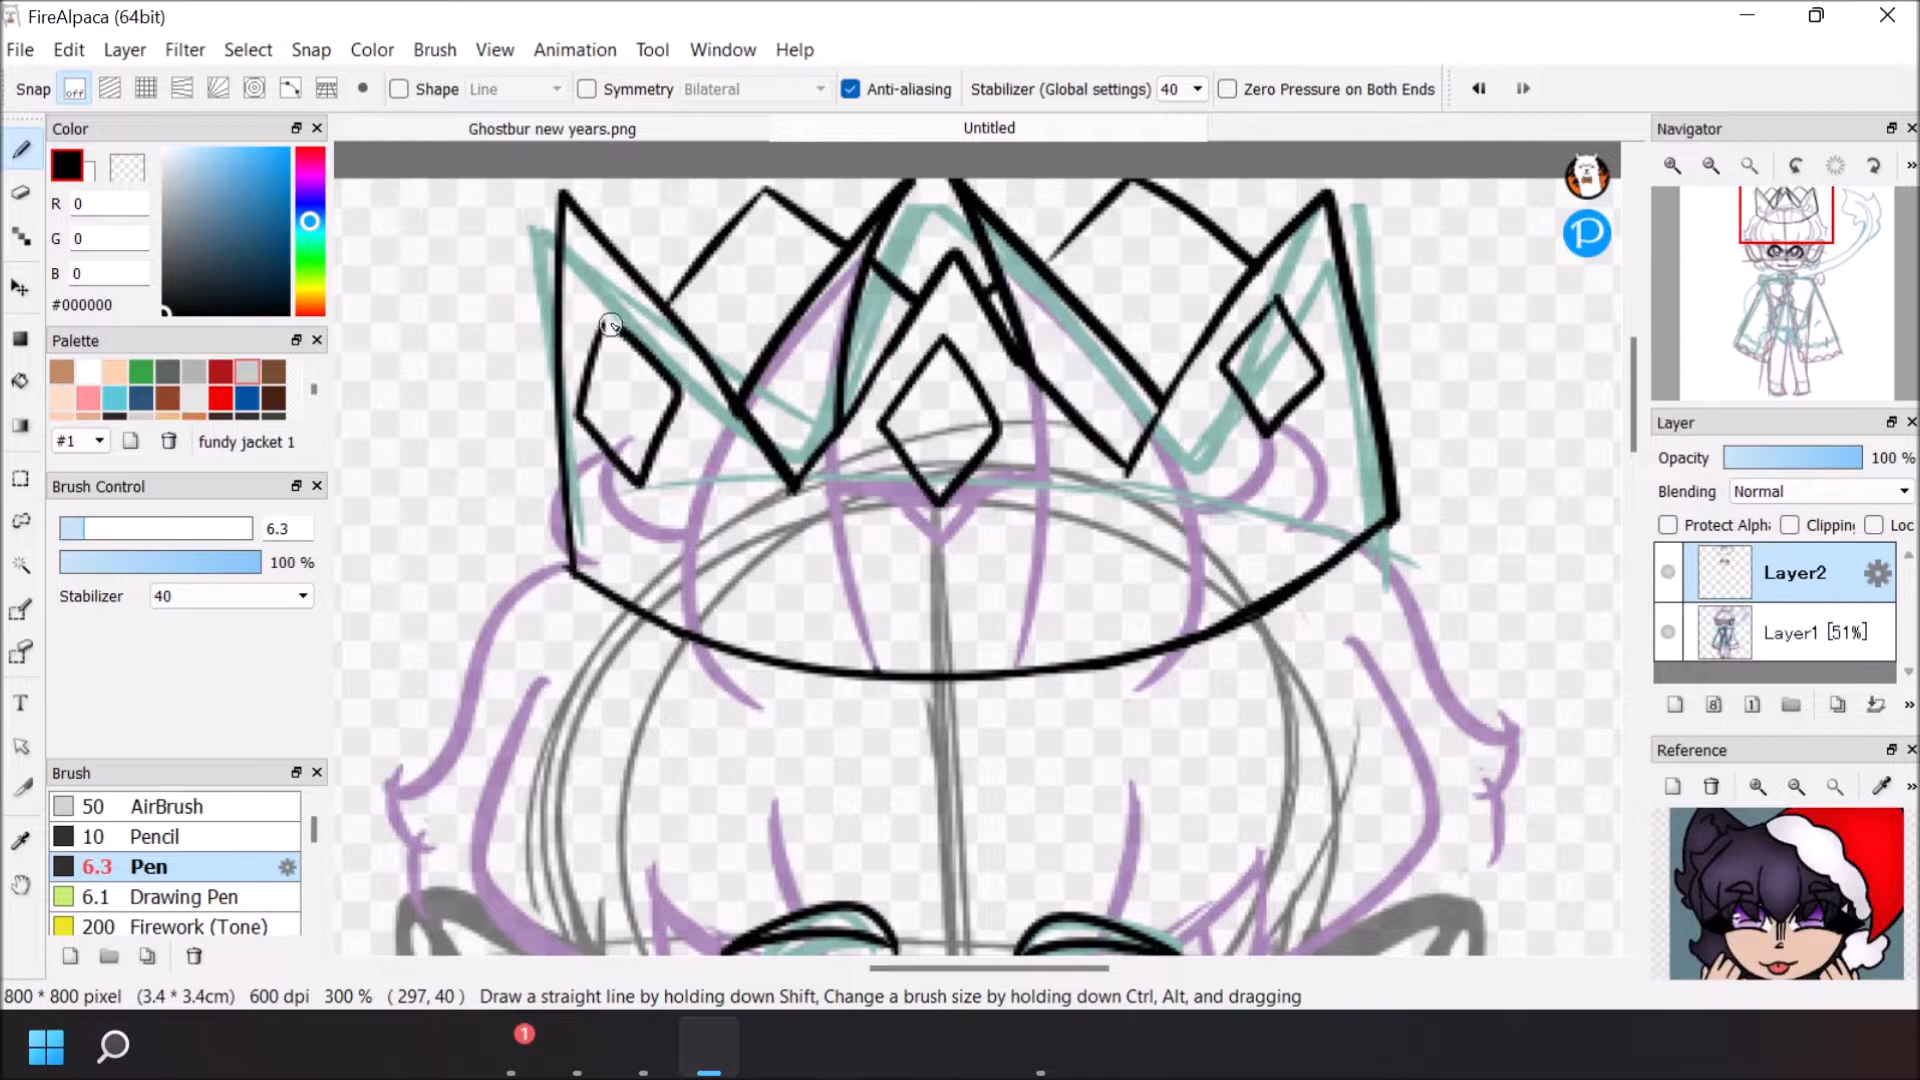 FireAlpaca (64bit)
File Edit Layer Filter Select Snap Color Brush View Animation Tool Window Help
Snap off Shape Line Symmetry Bilateral Anti-aliasing Stabilizer (Global settings) 40 Zero Pressure on Both Ends
Color
R 0
G 0
B 0
#000000
Palette
#1 fundy jacket 1
Brush Control
6.3
100 %
Stabilizer 40
Brush
50 AirBrush
10 Pencil
6.3 Pen
6.1 Drawing Pen
200 Firework (Tone)
Ghostbur new years.png Untitled
P
Navigator
Layer
Opacity 100 %
Blending Normal
Protect Alph Clipping Loc
Layer2
Layer1 [51%]
8 1
Reference
800 * 800 pixel (3.4 * 3.4cm) 600 dpi 300 % ( 297, 40 ) Draw a straight line by holding down Shift, Change a brush size by holding down Ctrl, Alt, and dragging
1